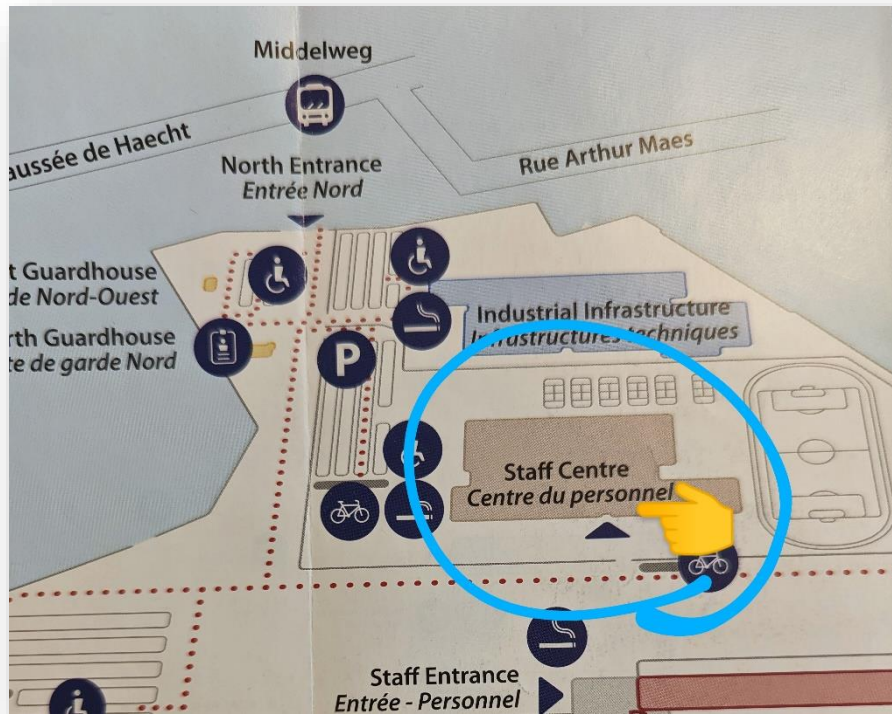 Middelweg
aussée de Haecht
North Entrance
Entrée Nord
Rue Arthur Maes
t Guardhouse
de Nord-Ouest
rth Guardhouse
te de garde Nord
Industrial Infrastructure
Infrastructures techniques
P
Staff Centre
Centre du personnel
Staff Entrance
Entrée - Personnel